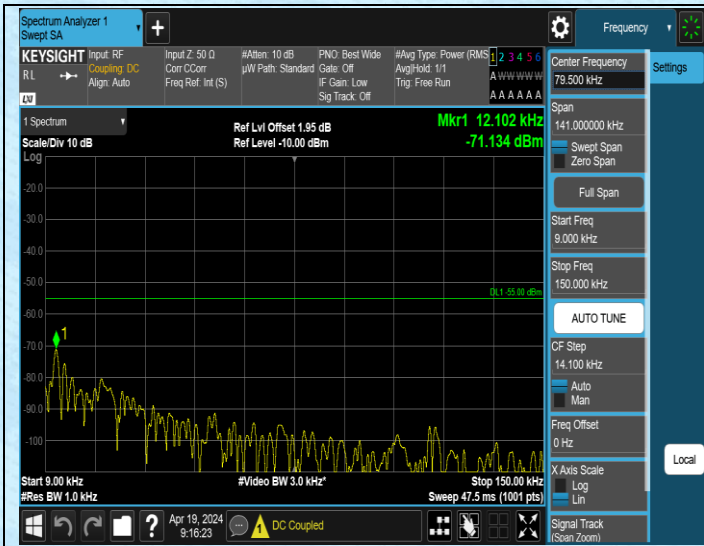 Spectrum Analyzer 1
Swept SA
+
Frequency
KEYSIGHT
RL
LXI
Input: RF
Coupling: DC
Align: Auto
Input Z: 50 Ω
Corr CCorr
Freq Ref: Int (S)
#Atten: 10 dB
µW Path: Standard
PNO: Best Wide
Gate: Off
IF Gain: Low
Sig Track: Off
#Avg Type: Power (RMS
Avg|Hold: 1/1
Trig: Free Run
1 2 3 4 5 6
A W W W W W
A A A A A A
1 Spectrum
Scale/Div 10 dB
Log
Ref Lvl Offset 1.95 dB
Ref Level -10.00 dBm
Mkr1 12.102 kHz
-71.134 dBm
-20.0
-30.0
-40.0
-50.0
DL1 -55.00 dBm
-60.0
1
-70.0
-80.0
-90.0
-100
Start 9.00 kHz
#Res BW 1.0 kHz
#Video BW 3.0 kHz*
Stop 150.00 kHz
Sweep 47.5 ms (1001 pts)
?
Apr 19, 2024
9:16:23
1
DC Coupled
Center Frequency
79.500 kHz
Span
141.000000 kHz
Swept Span
Zero Span
Full Span
Start Freq
9.000 kHz
Stop Freq
150.000 kHz
AUTO TUNE
CF Step
14.100 kHz
Auto
Man
Freq Offset
0 Hz
X Axis Scale
Log
Lin
Signal Track
(Span Zoom)
Settings
Local